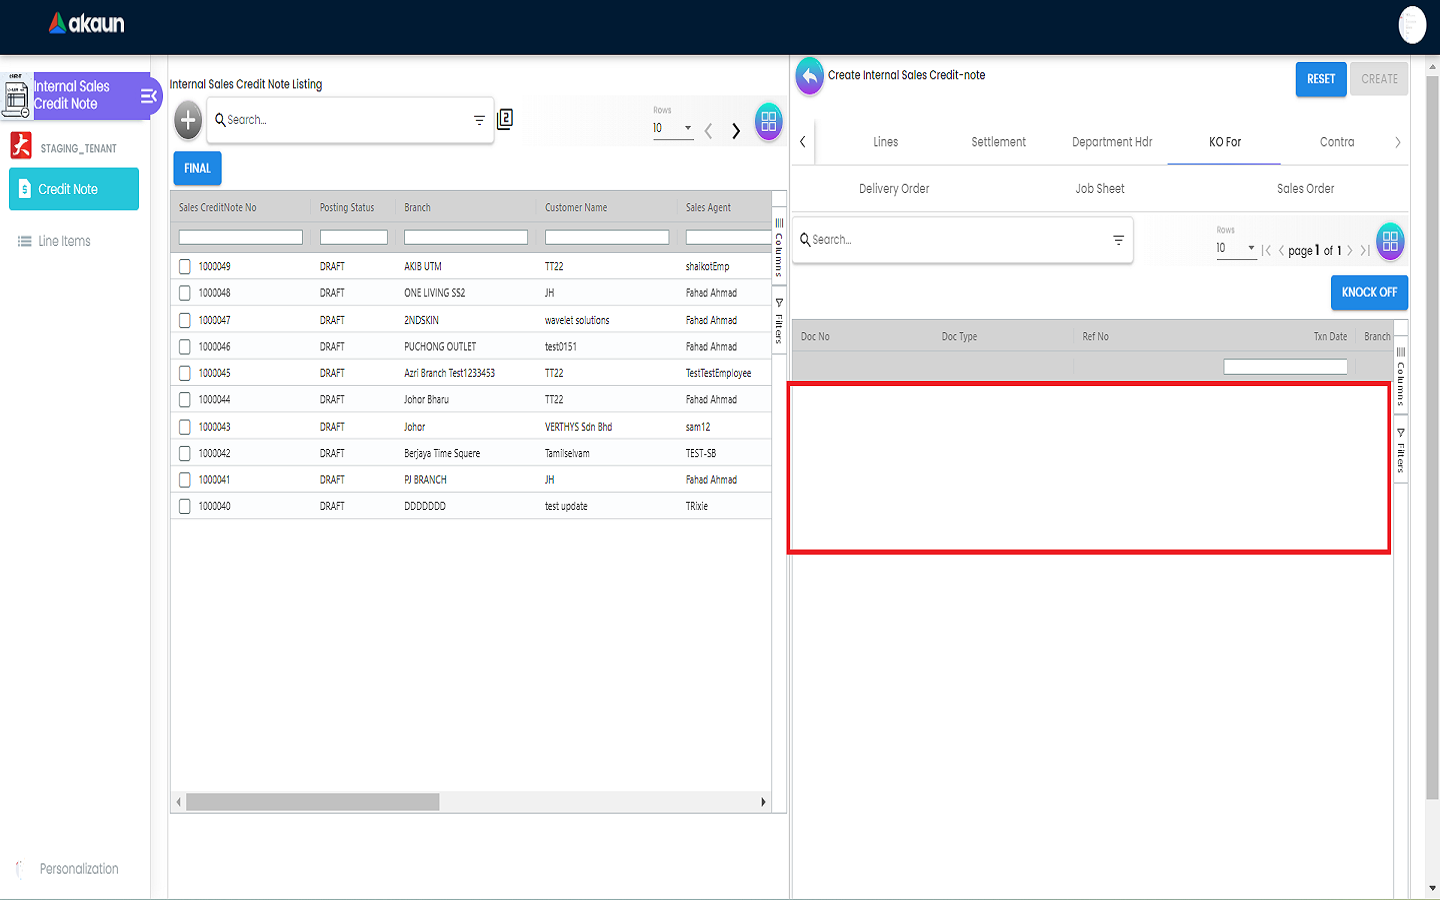 akaun
Internal Sales
Credit Note
STAGING_TENANT
Credit Note
Line Items
Personalization
Internal Sales Credit Note Listing
Search...
2
Rows
10
FINAL
Sales CreditNote No Posting Status Branch Customer Name Sales Agent
1000049 DRAFT AKIB UTM TT22 shaikotEmp
1000048 DRAFT ONE LIVING SS2 JH Fahad Ahmad
1000047 DRAFT 2NDSKIN wavelet solutions Fahad Ahmad
1000046 DRAFT PUCHONG OUTLET test0151 Fahad Ahmad
1000045 DRAFT Azri Branch Test1233453 TT22 TestTestEmployee
1000044 DRAFT Johor Bharu TT22 Fahad Ahmad
1000043 DRAFT Johor VERTHYS Sdn Bhd sam12
1000042 DRAFT Berjaya Time Squere Tamilselvam TEST-SB
1000041 DRAFT PJ BRANCH JH Fahad Ahmad
1000040 DRAFT DDDDDDD test update TRixie
Columns
Filters
Create Internal Sales Credit-note
RESET
CREATE
Lines Settlement Department Hdr KO For Contra
Delivery Order Job Sheet Sales Order
Search...
Rows
10
page 1 of 1
KNOCK OFF
Doc No Doc Type Ref No Txn Date Branch
Columns
Filters